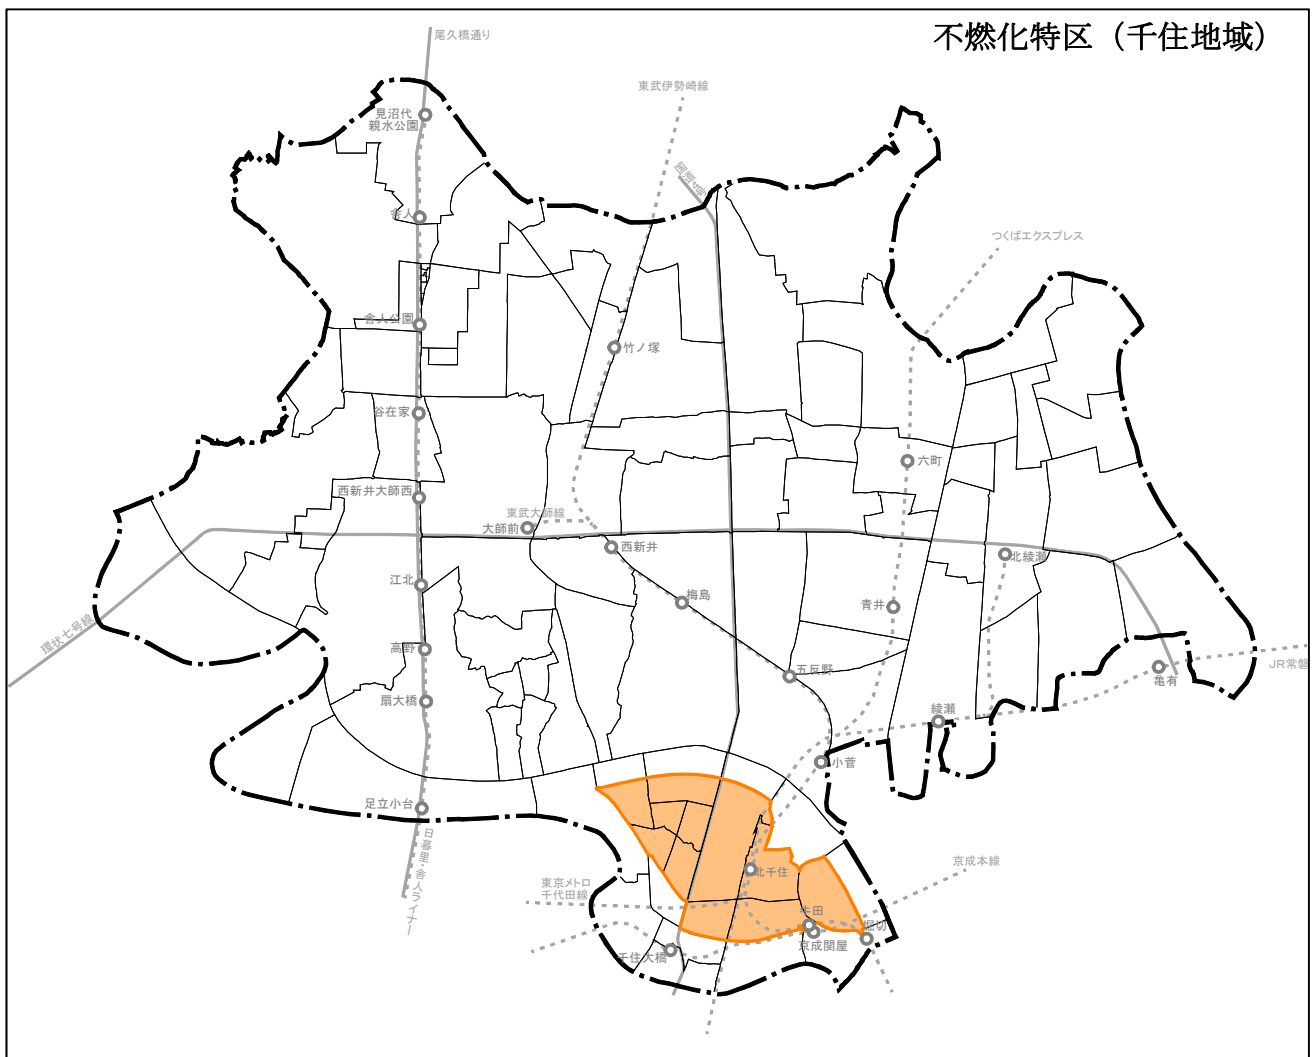 不燃化特区（千住地域）
尾久橋通り
東武伊勢崎線
見沼代
親水公園
国道4号
舎人
つくばエクスプレス
舎人公園
竹ノ塚
谷在家
六町
西新井大師西
東武大師線
大師前
西新井
北綾瀬
江北
梅島
青井
環状七号線
高野
五反野
JR常磐
亀有
扇大橋
綾瀬
小菅
足立小台
日暮里・舎人ライナー
北千住
京成本線
東京メトロ
千代田線
牛田
堀切
京成関屋
千住大橋